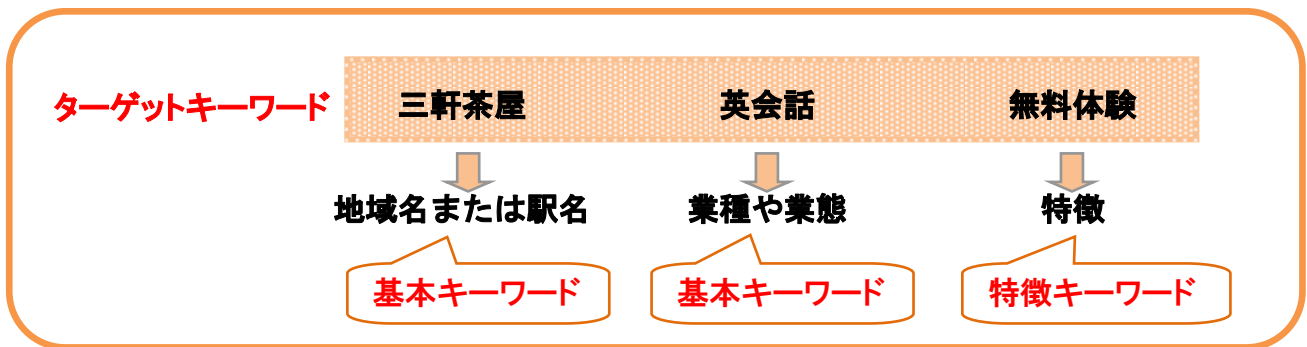 ターゲットキーワード 三軒茶屋 英会話 無料体験
地域名または駅名 業種や業態 特徴
基本キーワード 基本キーワード 特徴キーワード